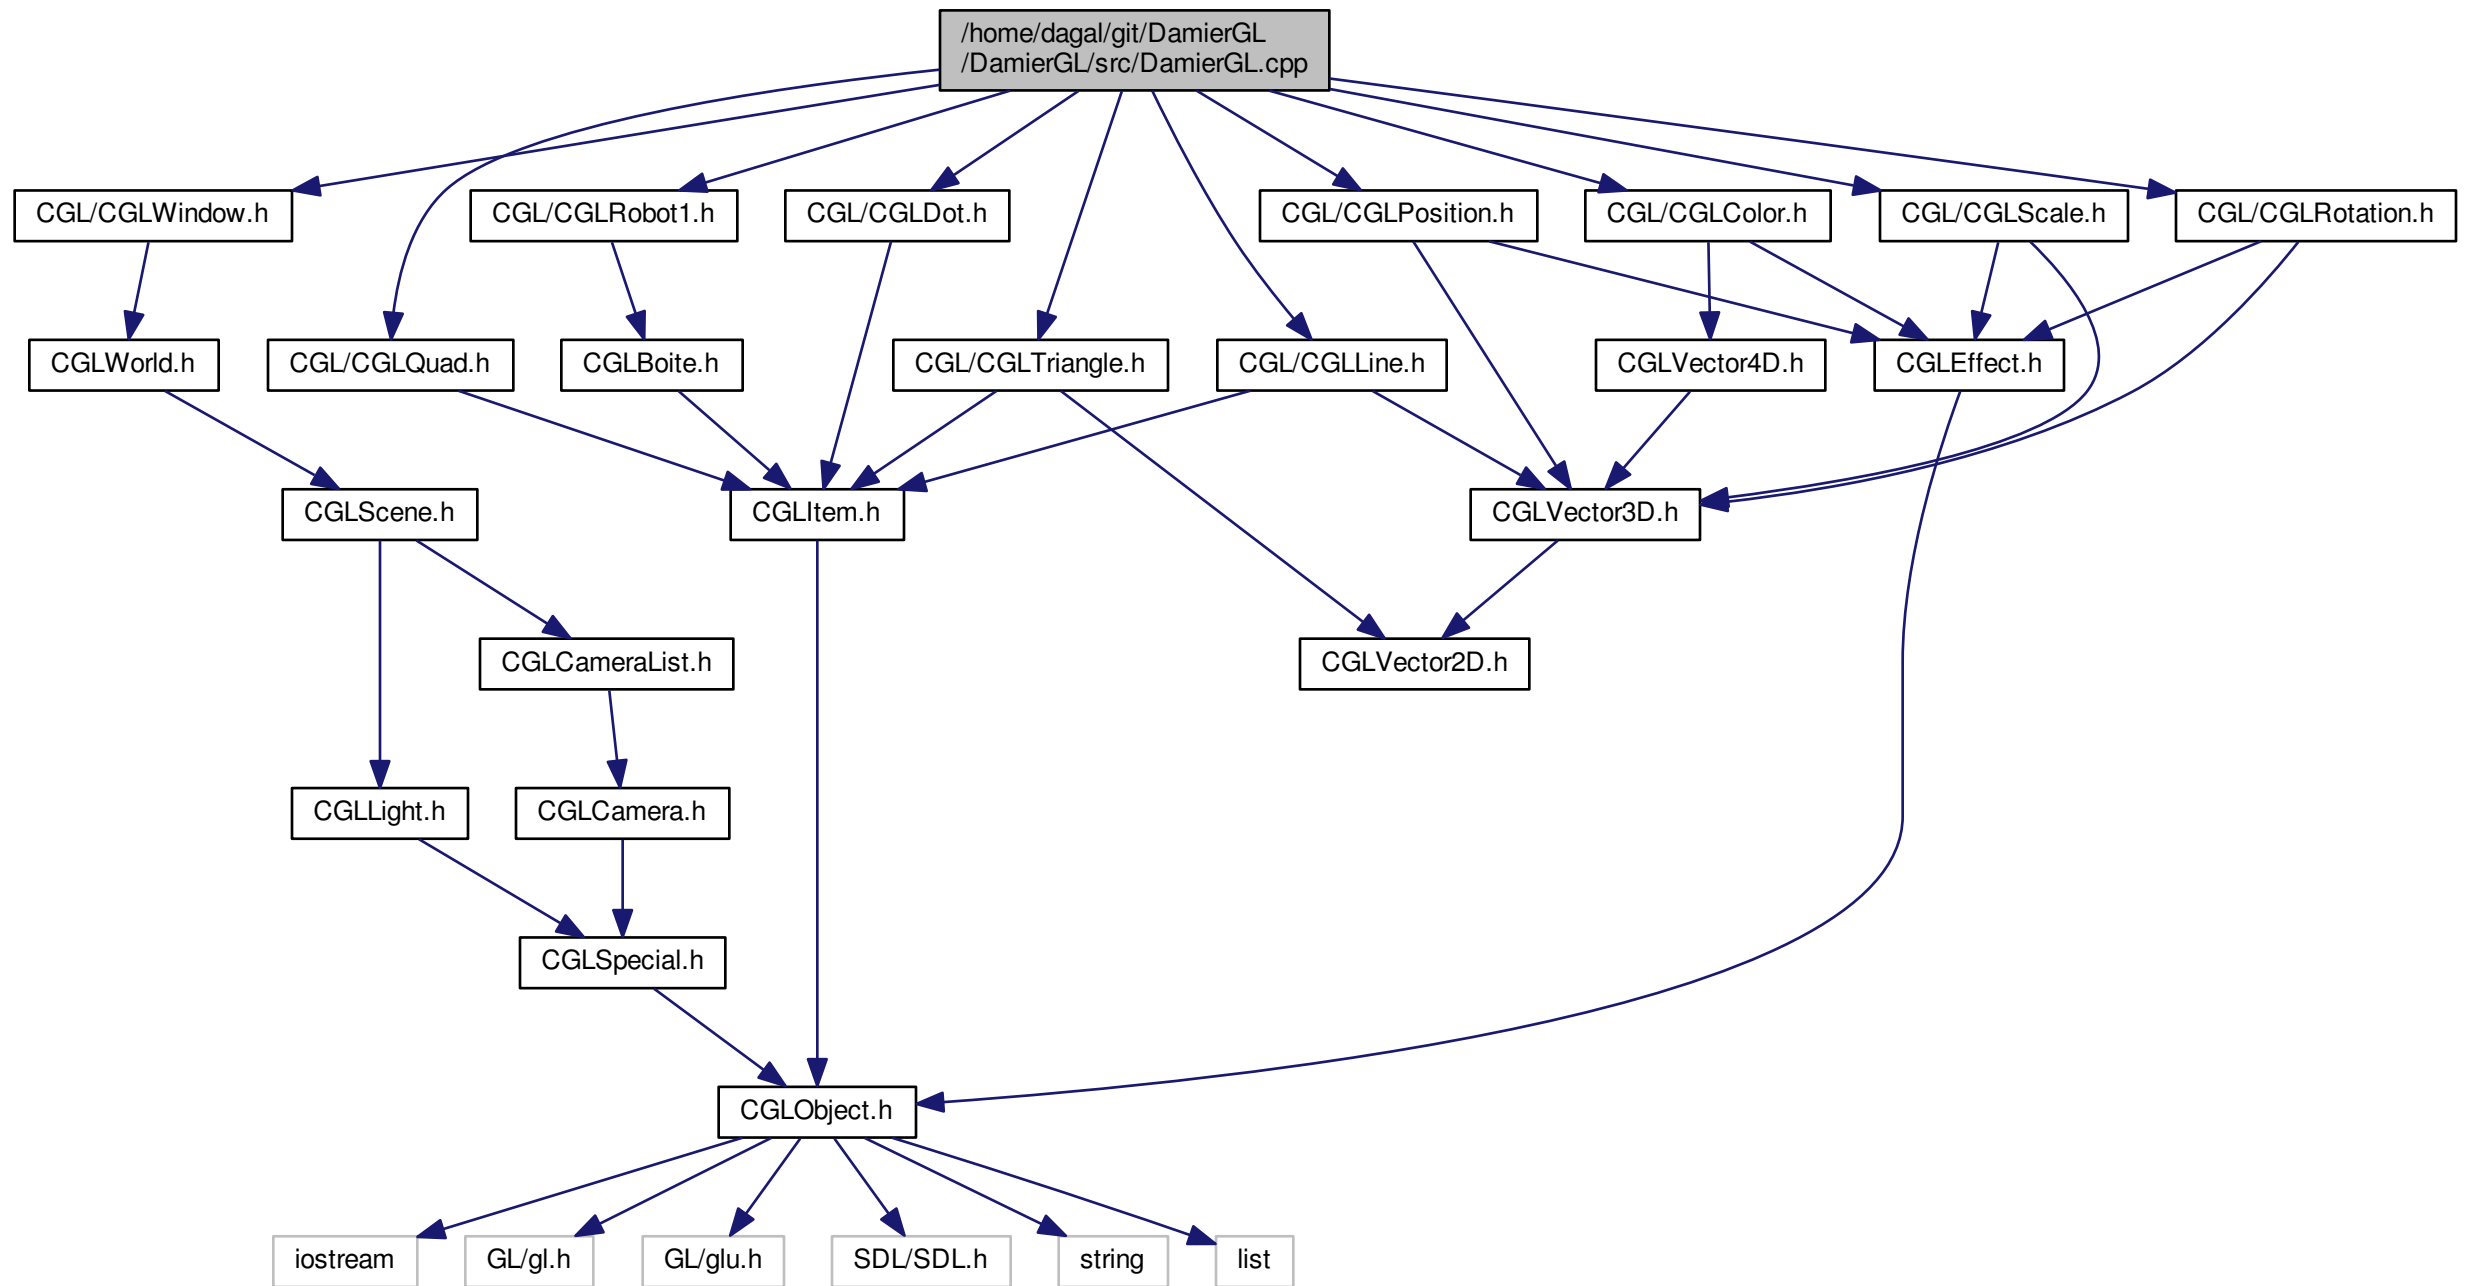 /home/dagal/git/DamierGL
/DamierGL/src/DamierGL.cpp
CGL/CGLWindow.h
CGL/CGLRobot1.h
CGL/CGLDot.h
CGL/CGLPosition.h
CGL/CGLColor.h
CGL/CGLScale.h
CGL/CGLRotation.h
CGLWorld.h
CGL/CGLQuad.h
CGLBoite.h
CGL/CGLTriangle.h
CGL/CGLLine.h
CGLVector4D.h
CGLEffect.h
CGLScene.h
CGLItem.h
CGLVector3D.h
CGLCameraList.h
CGLVector2D.h
CGLLight.h
CGLCamera.h
CGLSpecial.h
CGLObject.h
iostream
GL/gl.h
GL/glu.h
SDL/SDL.h
string
list